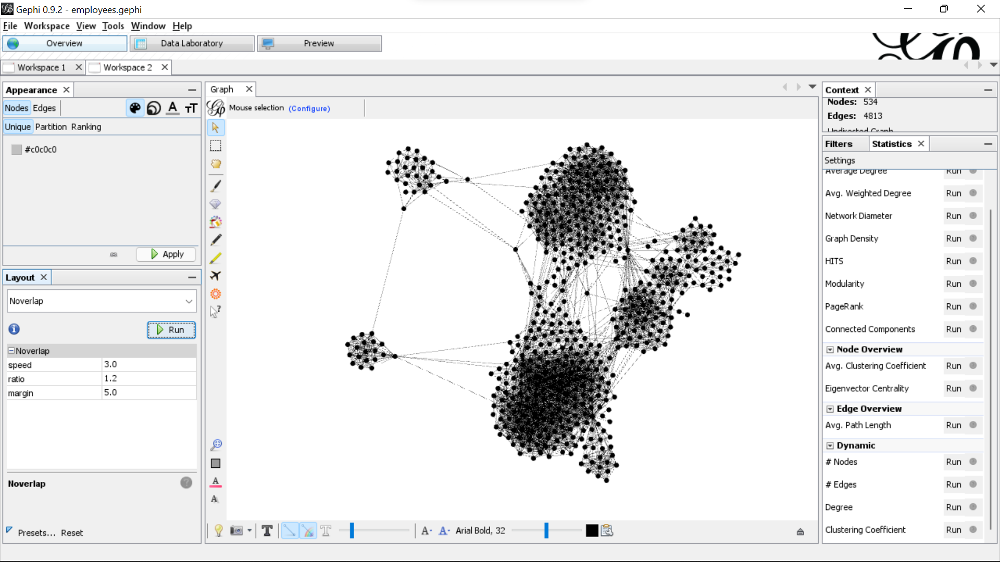 Gephi 0.9.2 - employees.gephi
File Workspace View Tools Window Help
Overview Data Laboratory Preview
Workspace 1 Workspace 2
Appearance
Nodes Edges
Unique Partition Ranking
#c0c0c0
Apply
Layout
Noverlap
Run
Noverlap
speed 3.0
ratio 1.2
margin 5.0
Noverlap
Presets... Reset
Graph
Mouse selection (Configure)
Arial Bold, 32
Context
Nodes: 534
Edges: 4813
Undirected Graph
Filters Statistics
Settings
Average Degree Run
Avg. Weighted Degree Run
Network Diameter Run
Graph Density Run
HITS Run
Modularity Run
PageRank Run
Connected Components Run
Node Overview
Avg. Clustering Coefficient Run
Eigenvector Centrality Run
Edge Overview
Avg. Path Length Run
Dynamic
# Nodes Run
# Edges Run
Degree Run
Clustering Coefficient Run